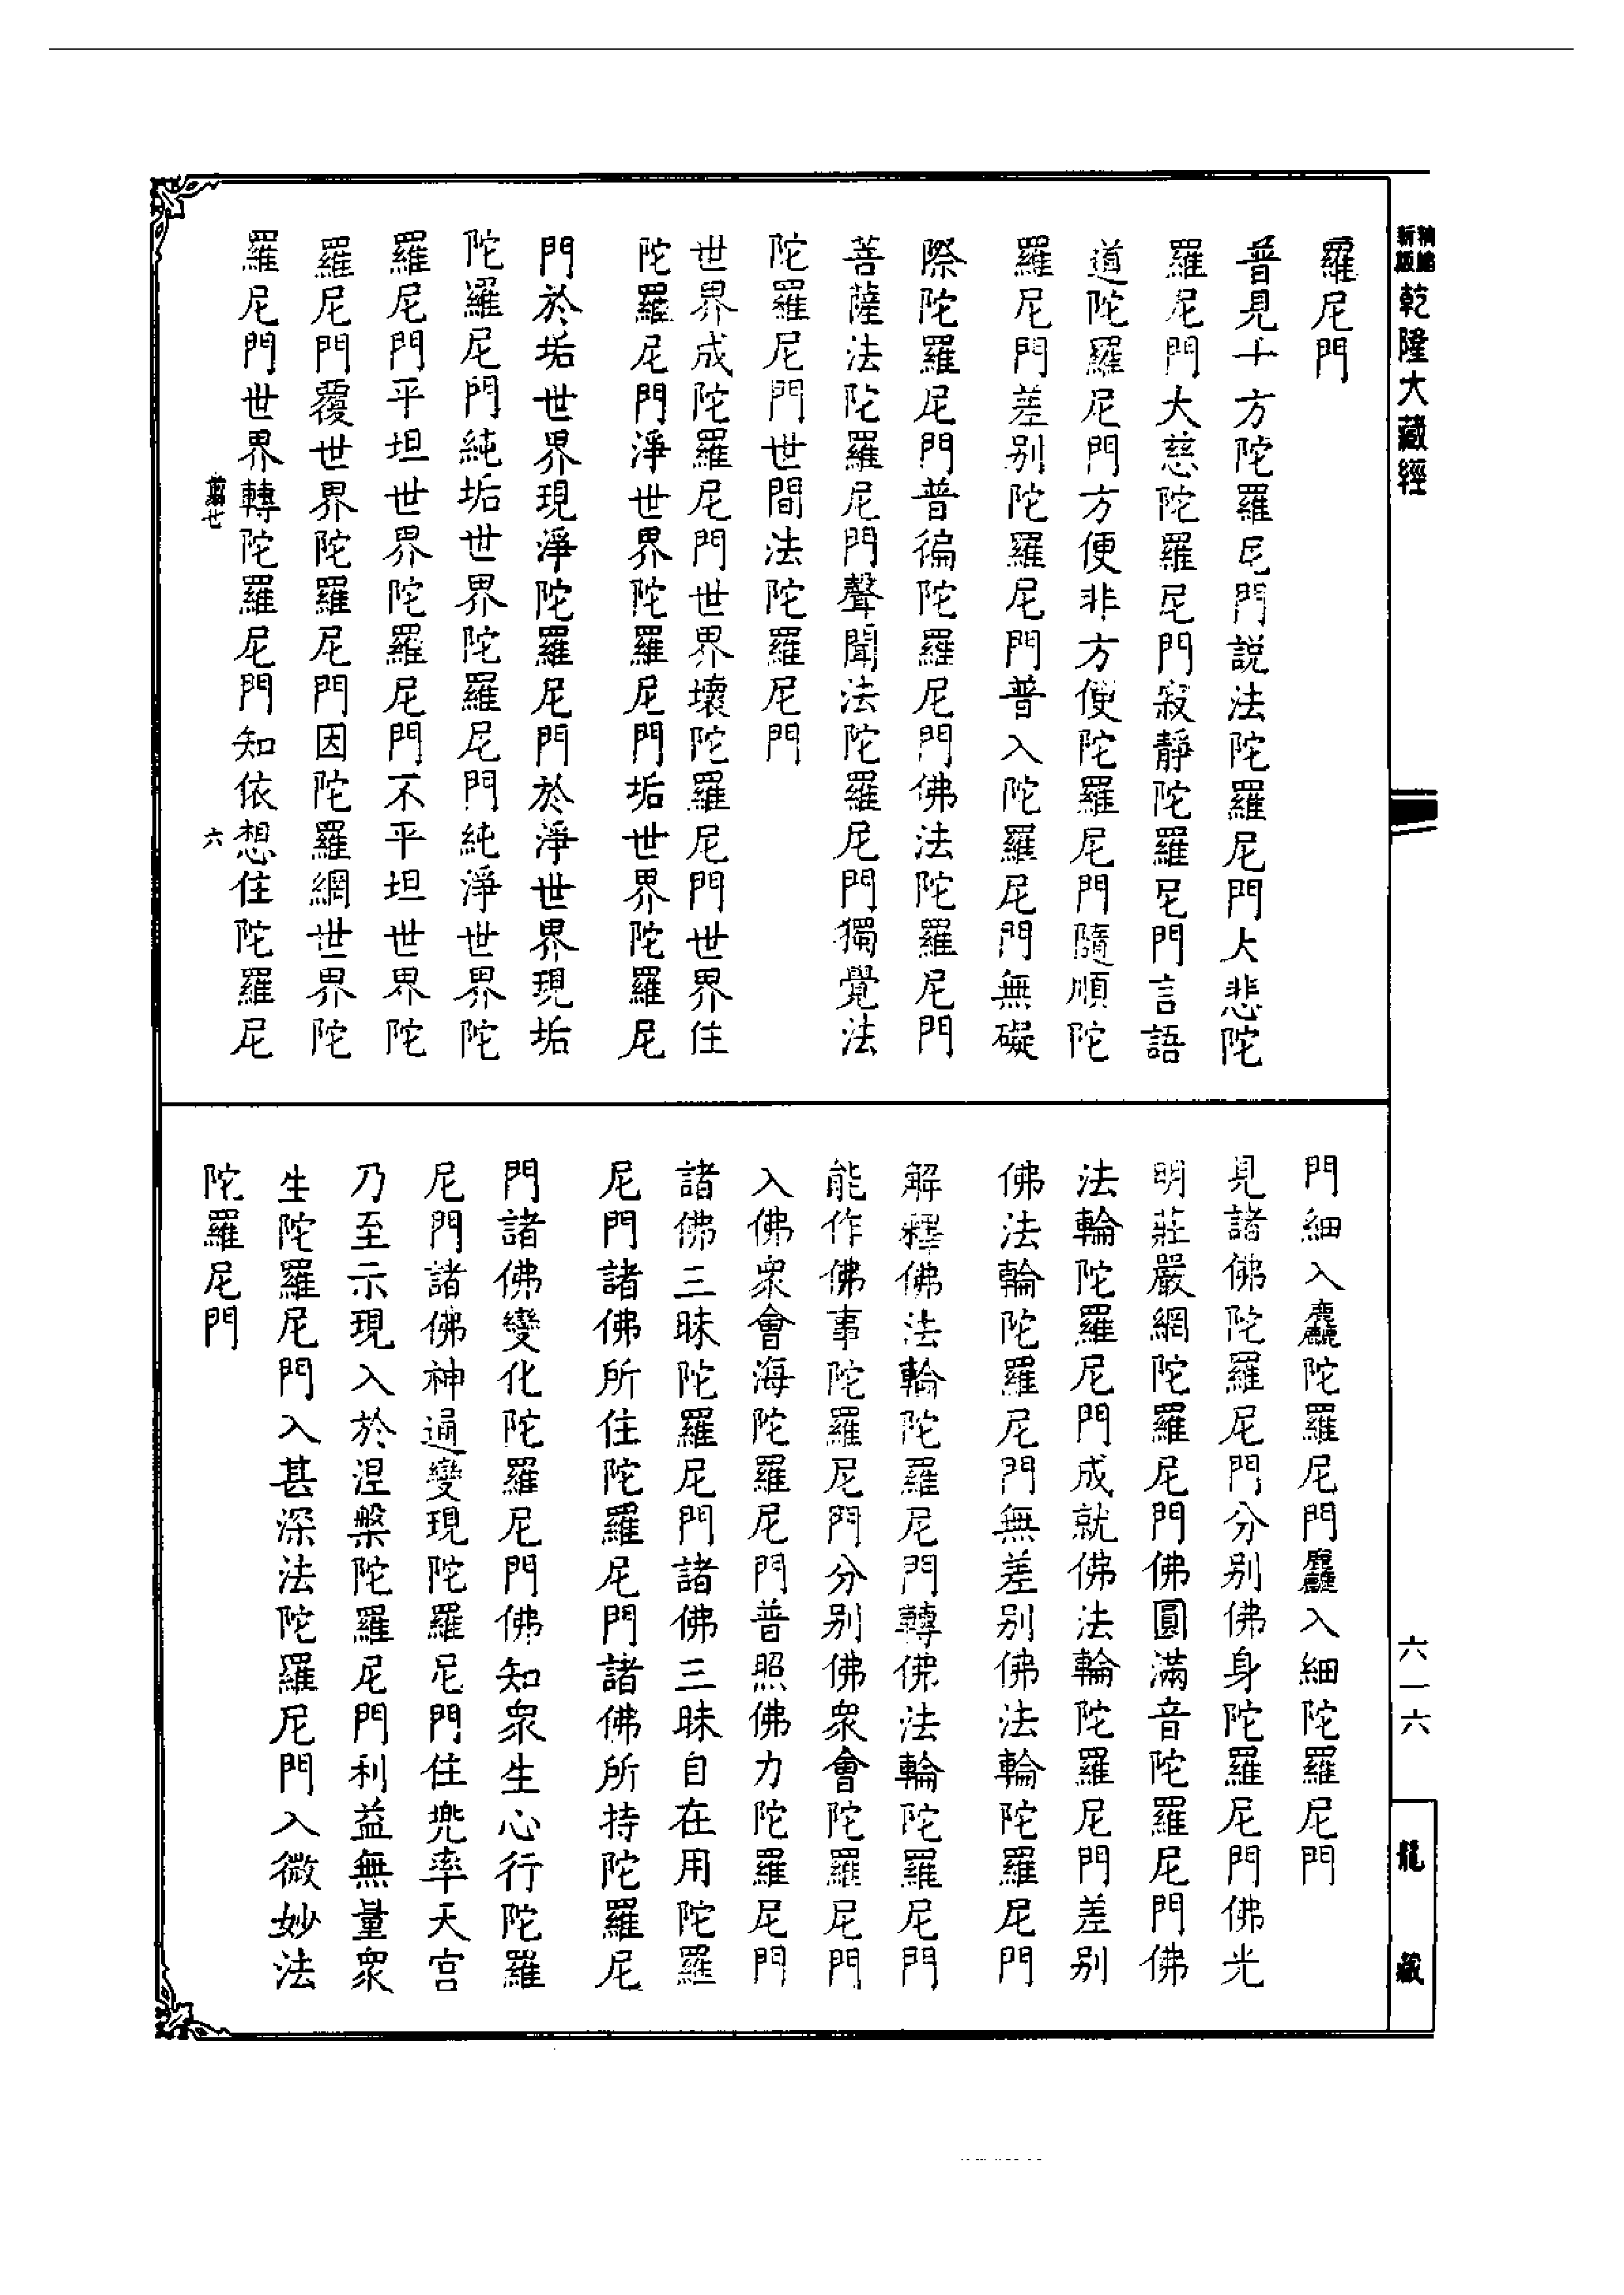 乾隆大藏經
羅尼門
普見十方陀羅尼門說法陀羅尼門大悲陀
羅尼門大慈陀羅尼門寂靜陀羅尼門言語
道陀羅尼門方便非方便陀羅尼門隨順陀
羅尼門差別陀羅尼門普入陀羅尼門無礙
際陀羅尼門普徧陀羅尼門佛法陀羅尼門
菩薩法陀羅尼門聲聞法陀羅尼門獨覺法
陀羅尼門世間法陀羅尼門
世界成陀羅尼門世界壞陀羅尼門世界住
陀羅尼門淨世界陀羅尼門垢世界陀羅尼
門於垢世界現淨陀羅尼門於淨世界現垢
陀羅尼門純垢世界陀羅尼門純淨世界陀
羅尼門平坦世界陀羅尼門不平坦世界陀
羅尼門覆世界陀羅尼門因陀羅網世界陀
羅尼門世界轉陀羅尼門知依想住陀羅尼
六
門細入麤陀羅尼門麤入細陀羅尼門
見諸佛陀羅尼門分別佛身陀羅尼門佛光
明莊嚴網陀羅尼門佛圓滿音陀羅尼門佛
法輪陀羅尼門成就佛法輪陀羅尼門差別
佛法輪陀羅尼門無差別佛法輪陀羅尼門
解釋佛法輪陀羅尼門轉佛法輪陀羅尼門
能作佛事陀羅尼門分別佛眾會陀羅尼門
入佛眾會海陀羅尼門普照佛力陀羅尼門
諸佛三昧陀羅尼門諸佛三昧自在用陀羅
尼門諸佛所住陀羅尼門諸佛所持陀羅尼
門諸佛變化陀羅尼門佛知眾生心行陀羅
尼門諸佛神通變現陀羅尼門住兜率天宮
乃至示現入於涅槃陀羅尼門利益無量眾
生陀羅尼門入甚深法陀羅尼門入微妙法
陀羅尼門
六一六
龍藏